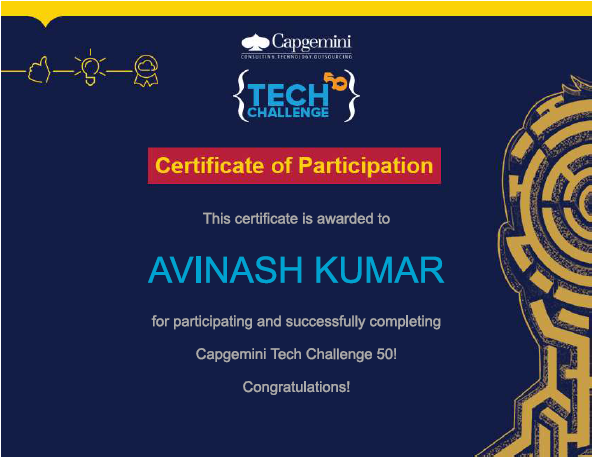 Capgemini
CONSULTING.TECHNOLOGY.OUTSOURCING
TECH 50
CHALLENGE
Certificate of Participation
This certificate is awarded to
AVINASH KUMAR
for participating and successfully completing
Capgemini Tech Challenge 50!
Congratulations!